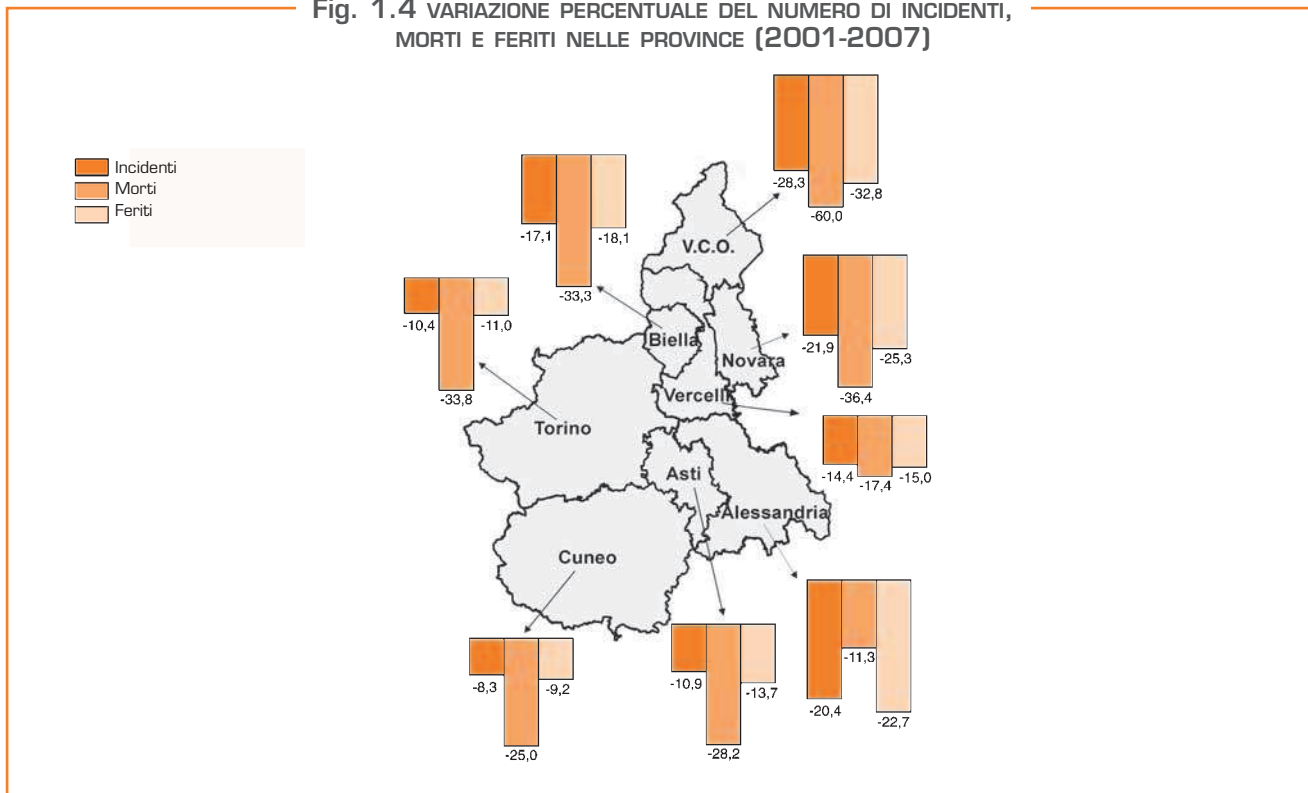 Fig. 1.4 VARIAZIONE PERCENTUALE DEL NUMERO DI INCIDENTI,
MORTI E FERITI NELLE PROVINCE (2001-2007)
Incidenti
Morti
Feriti
-28,3
-60,0
-32,8
V.C.O.
-17,1
-33,3
-18,1
Biella
-10,4
-33,8
-11,0
Torino
-21,9
-36,4
-25,3
Novara
Vercelli
-14,4
-17,4
-15,0
Asti
Alessandria
Cuneo
-8,3
-25,0
-9,2
-10,9
-28,2
-13,7
-20,4
-11,3
-22,7